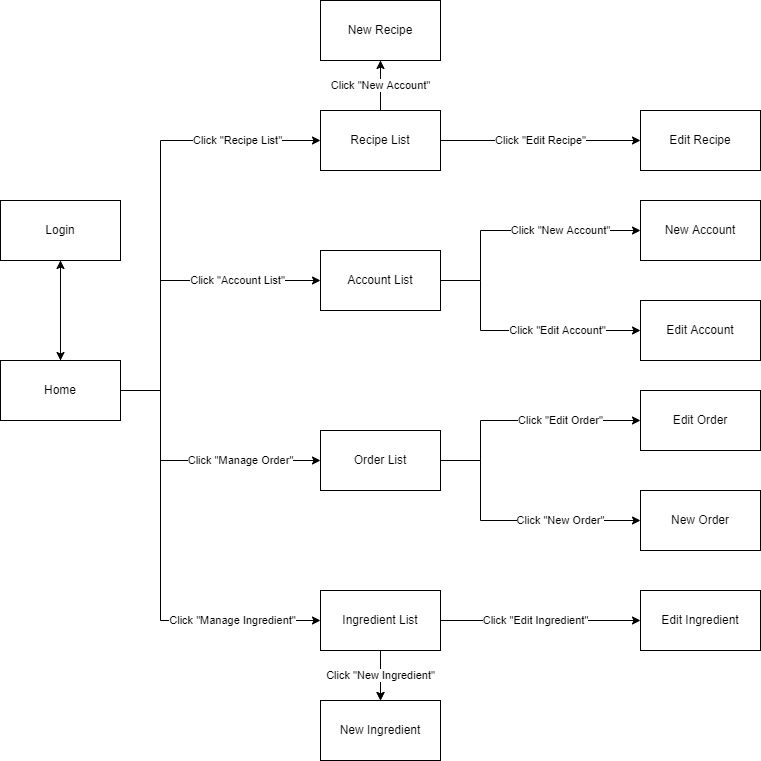 New Recipe
Click "New Account"
Click "Recipe List"
Recipe List
Click "Edit Recipe"
Edit Recipe
Login
Click "New Account"
New Account
Click "Account List"
Account List
Click "Edit Account"
Edit Account
Home
Click "Edit Order"
Edit Order
Click "Manage Order"
Order List
Click "New Order"
New Order
Click "Manage Ingredient"
Ingredient List
Click "Edit Ingredient"
Edit Ingredient
Click "New Ingredient"
New Ingredient